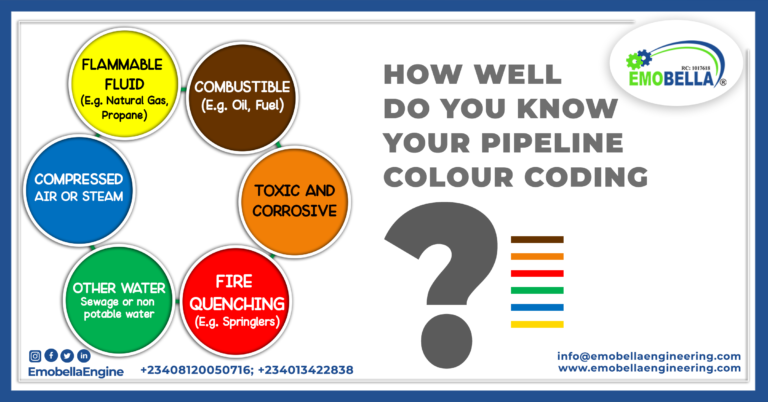 FLAMMABLE
FLUID
(E.g. Natural Gas,
Propane)
COMBUSTIBLE
(E.g. Oil, Fuel)
COMPRESSED
AIR OR STEAM
TOXIC AND
CORROSIVE
OTHER WATER
Sewage or non
potable water
FIRE
QUENCHING
(E.g. Springlers)
HOW WELL
DO YOU KNOW
YOUR PIPELINE
COLOUR CODING
?
RC: 1017618
EMOBELLA®
EmobellaEngine
+23408120050716; +234013422838
info@emobellaengineering.com
www.emobellaengineering.com